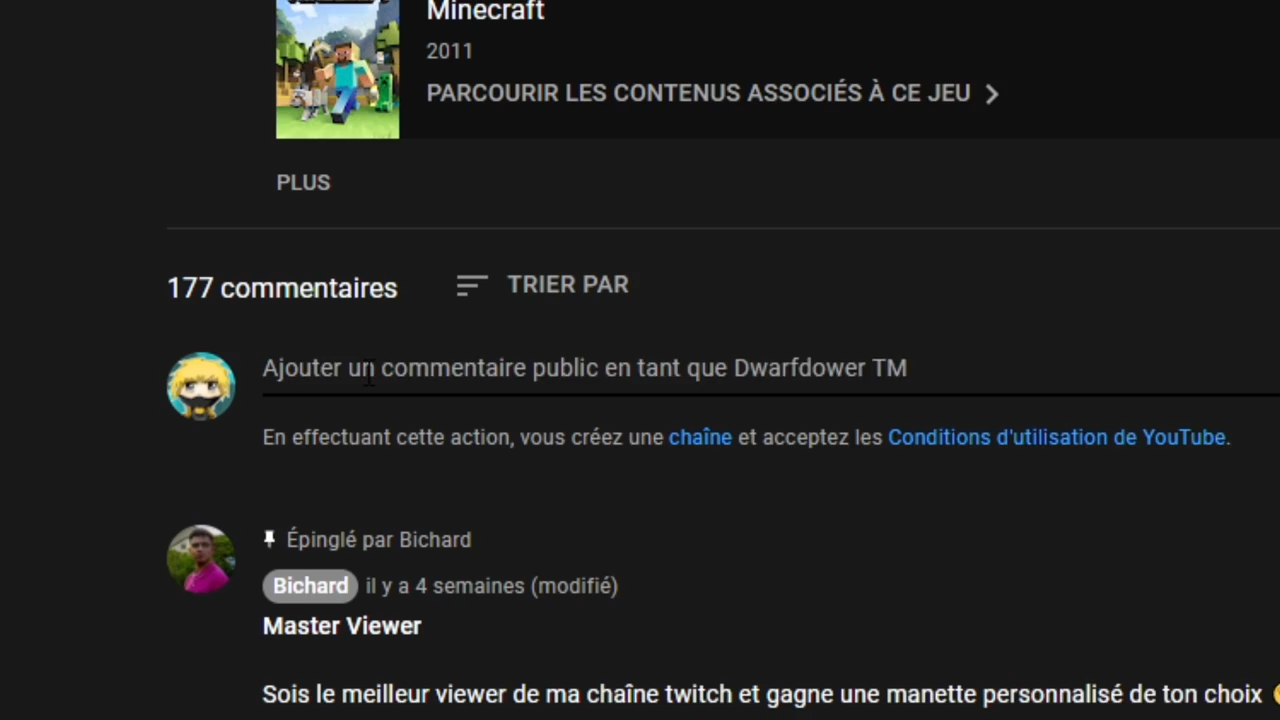 Minecraft
2011
PARCOURIR LES CONTENUS ASSOCIÉS À CE JEU
PLUS
177 commentaires TRIER PAR
Ajouter un commentaire public en tant que Dwarfdower TM
En effectuant cette action, vous créez une chaîne et acceptez les Conditions d'utilisation de YouTube.
Épinglé par Bichard
Bichard il y a 4 semaines (modifié)
Master Viewer
Sois le meilleur viewer de ma chaîne twitch et gagne une manette personnalisé de ton choix